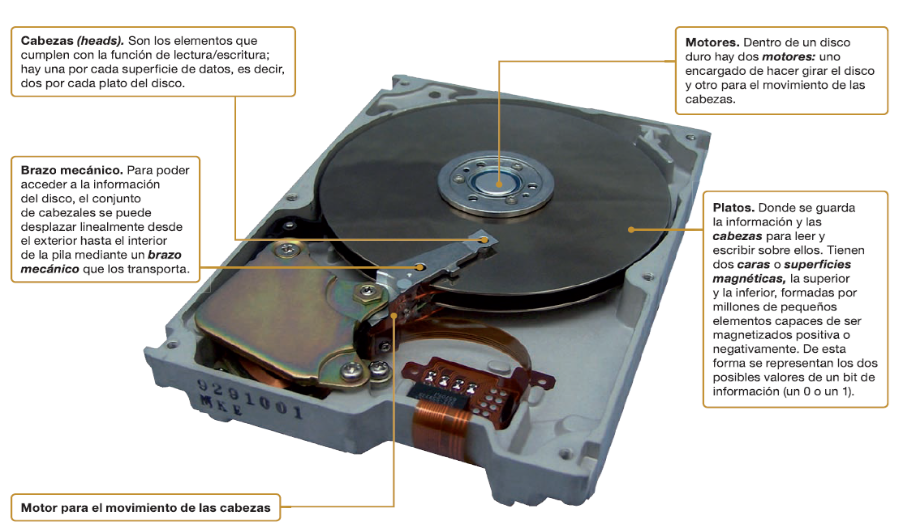 Cabezas (heads). Son los elementos que
cumplen con la función de lectura/escritura;
hay una por cada superficie de datos, es decir,
dos por cada plato del disco.
Motores. Dentro de un disco
duro hay dos motores: uno
encargado de hacer girar el disco
y otro para el movimiento de las
cabezas.
Brazo mecánico. Para poder
acceder a la información
del disco, el conjunto
de cabezales se puede
desplazar linealmente desde
el exterior hasta el interior
de la pila mediante un brazo
mecánico que los transporta.
Platos. Donde se guarda
la información y las
cabezas para leer y
escribir sobre ellos. Tienen
dos caras o superficies
magnéticas, la superior
y la inferior, formadas por
millones de pequeños
elementos capaces de ser
magnetizados positiva o
negativamente. De esta
forma se representan los dos
posibles valores de un bit de
información (un 0 o un 1).
9291001
MKE
Motor para el movimiento de las cabezas